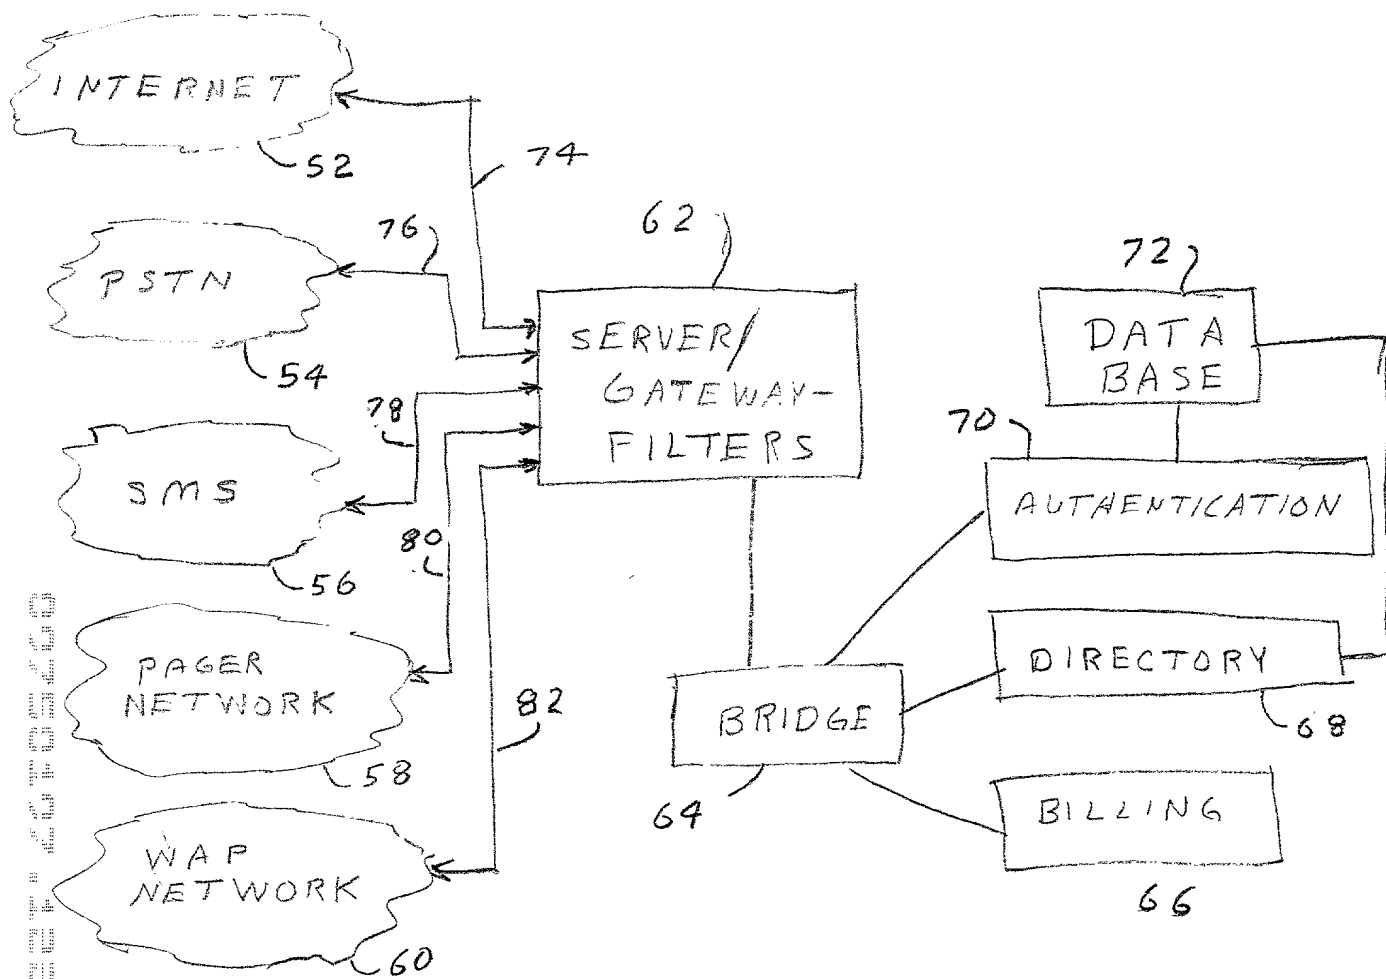 INTERNET
52
74
PSTN
54
76
62
SERVER/
GATEWAY-
FILTERS
72
DATA
BASE
78
SMS
56
70
AUTHENTICATION
80
PAGER
NETWORK
58
82
BRIDGE
64
DIRECTORY
68
WAP
NETWORK
60
BILLING
66